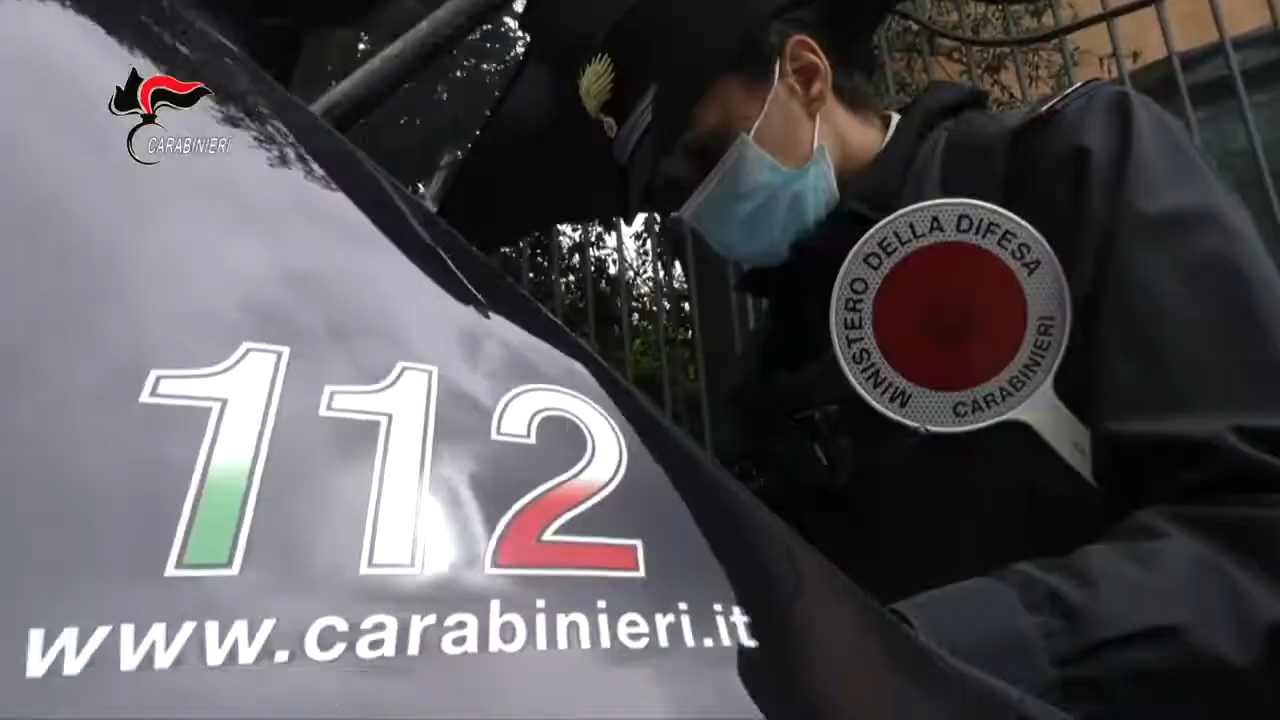 CARABINIERI
MINISTERO DELLA DIFESA
CARABINIERI
112
www.carabinieri.it